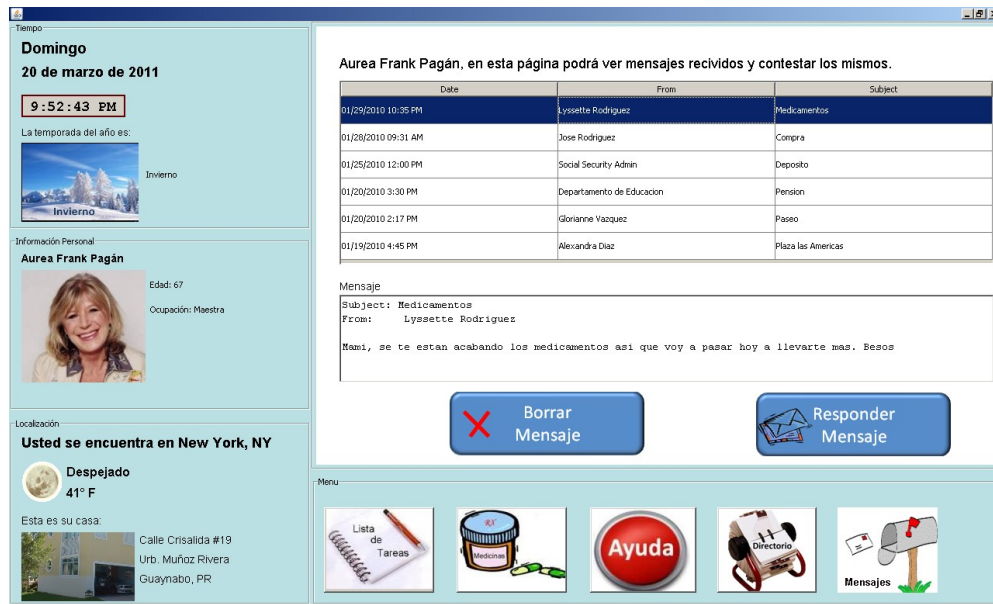 Tiempo
Domingo
20 de marzo de 2011
9:52:43 PM
La temporada del año es:
Invierno
Invierno
Información Personal
Aurea Frank Pagán
Edad: 67
Ocupación: Maestra
Localización
Usted se encuentra en New York, NY
Despejado
41° F
Esta es su casa:
Calle Crisalida #19
Urb. Muñoz Rivera
Guaynabo, PR
Aurea Frank Pagán, en esta página podrá ver mensajes recividos y contestar los mismos.
Date From Subject
01/29/2010 10:35 PM Lyssette Rodriguez Medicamentos
01/28/2010 09:31 AM Jose Rodriguez Compra
01/25/2010 12:00 PM Social Security Admin Deposito
01/20/2010 3:30 PM Departamento de Educacion Pension
01/20/2010 2:17 PM Glorianne Vazquez Paseo
01/19/2010 4:45 PM Alexandra Diaz Plaza las Americas
Mensaje
Subject: Medicamentos
From: Lyssette Rodriguez
Mami, se te estan acabando los medicamentos asi que voy a pasar hoy a llevarte mas. Besos
Borrar
Mensaje
Responder
Mensaje
Menu
Lista
de
Tareas
RX
Medicinas
Ayuda
Directorio
Mensajes